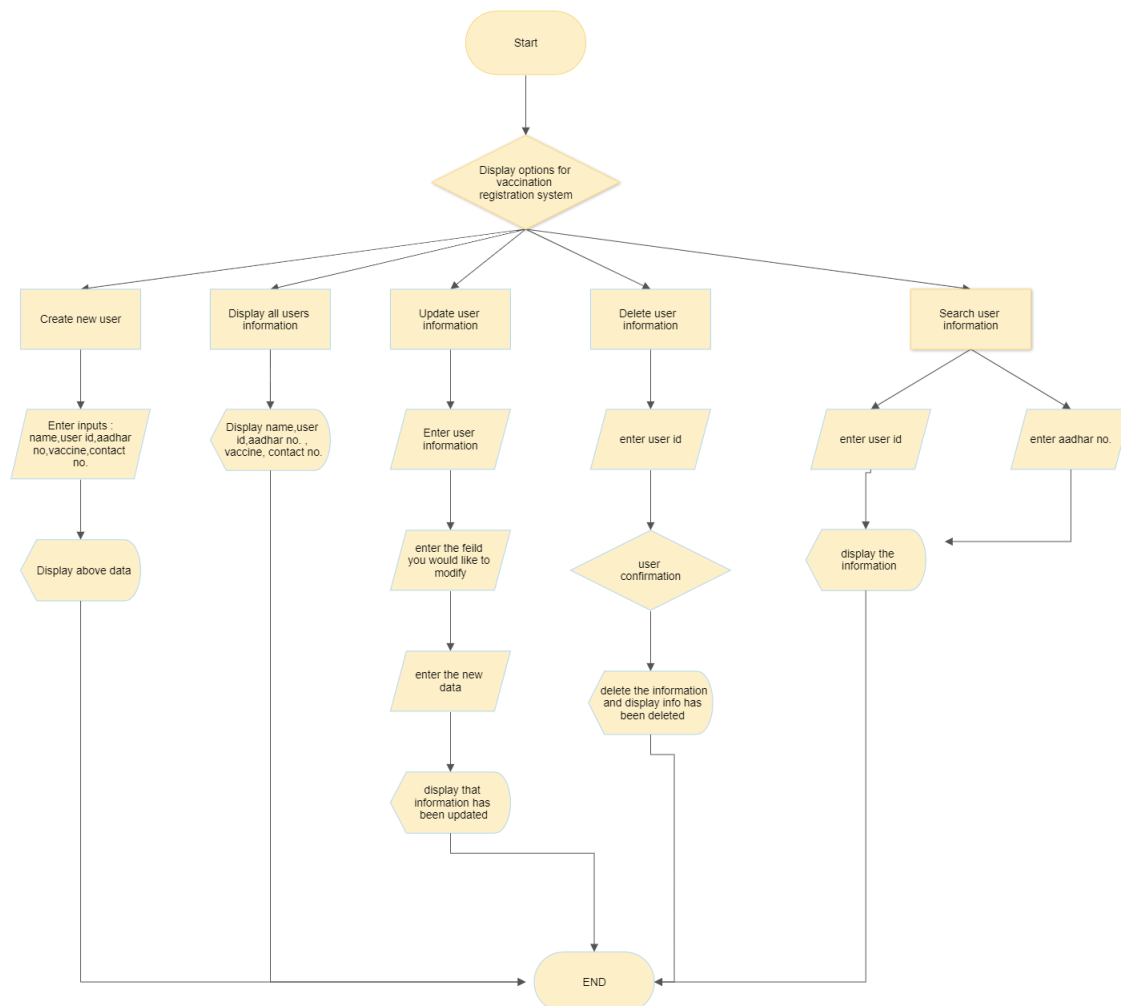 Start
Display options for
vaccination
registration system
Create new user
Display all users
information
Update user
information
Delete user
information
Search user
information
Enter inputs :
name,user id,aadhar
no,vaccine,contact
no.
Display name,user
id,aadhar no. ,
vaccine, contact no.
Enter user
information
enter user id
enter user id
enter aadhar no.
Display above data
enter the feild
you would like to
modify
user
confirmation
display the
information
enter the new
data
delete the information
and display info has
been deleted
display that
information has
been updated
END